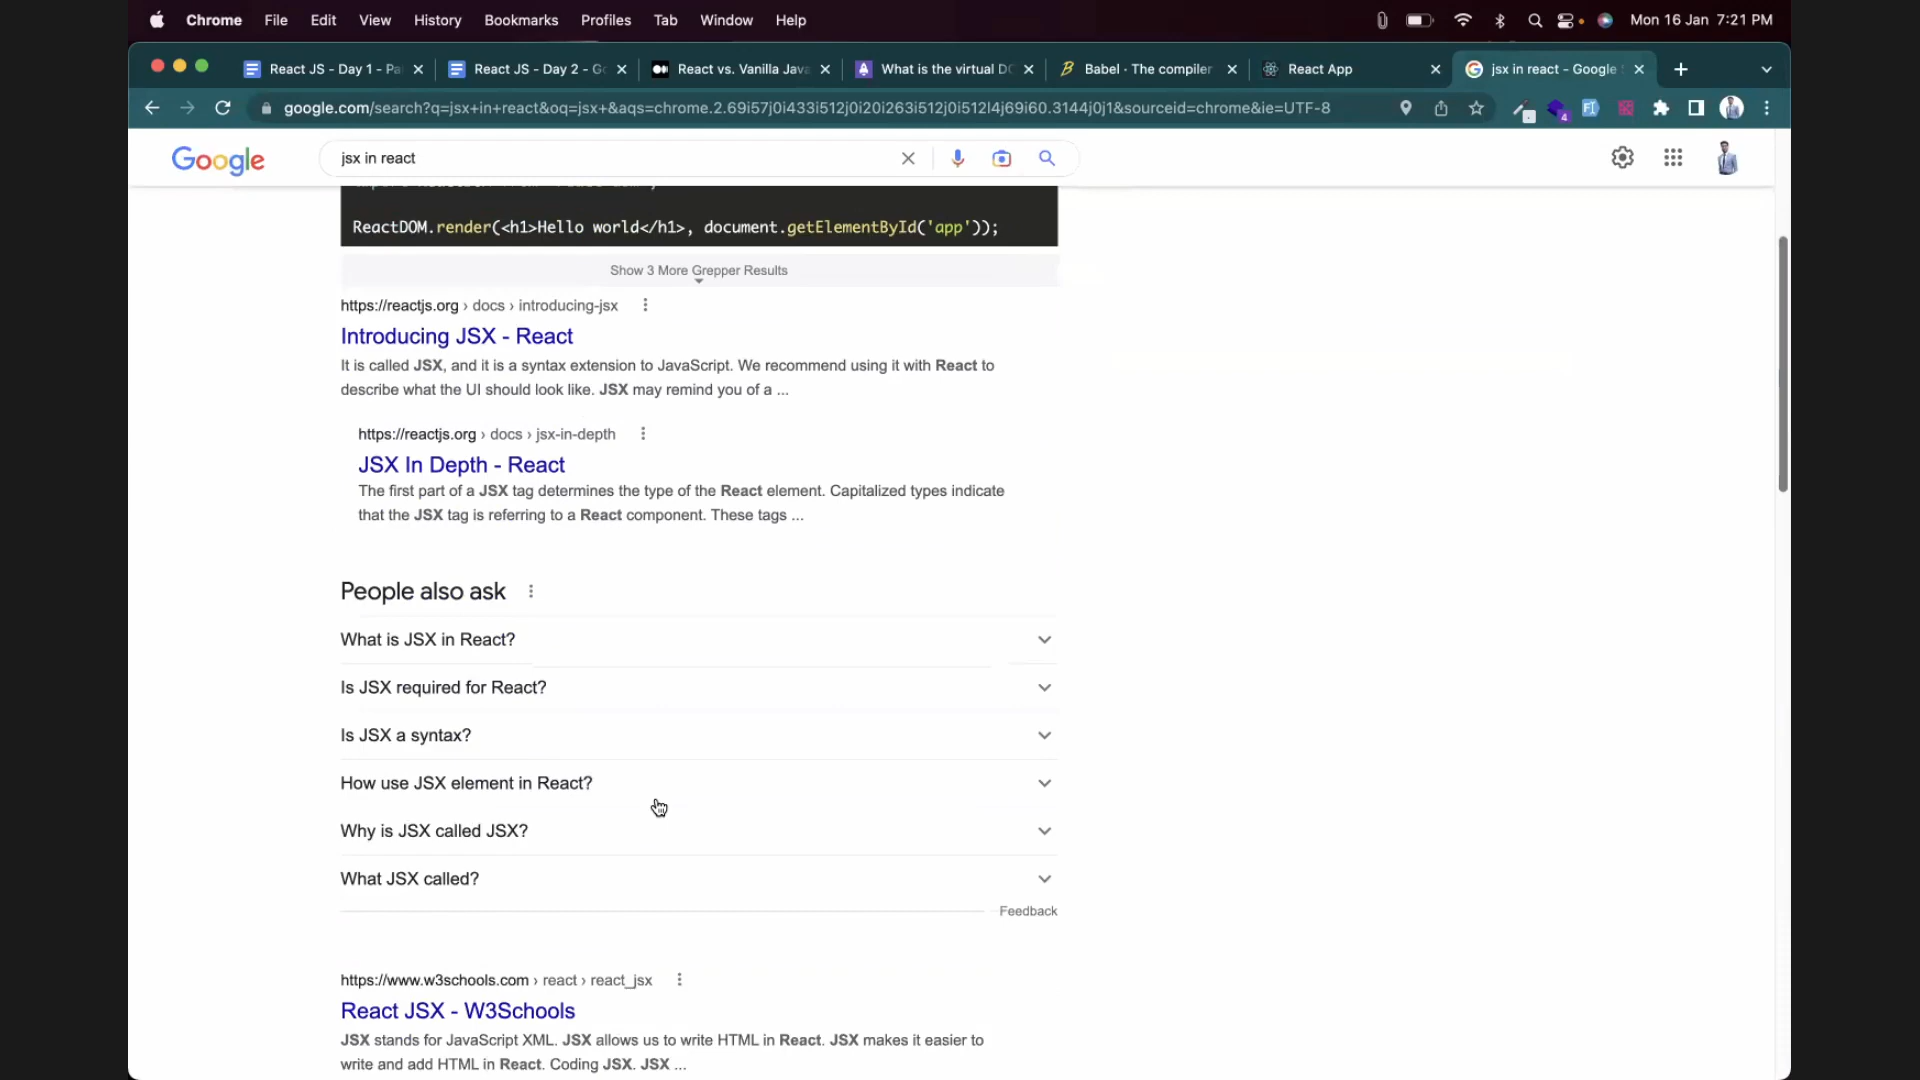 Chrome File Edit View History Bookmarks Profiles Tab Window Help Mon 16 Jan 7:21 PM
React JS - Day 1 - Pa React JS - Day 2 - Go React vs. Vanilla Java What is the virtual DO Babel · The compiler React App jsx in react - Google
google.com/search?q=jsx+in+react&oq=jsx+&aqs=chrome.2.69i57j0i433i512j0i20i263i512j0i512l4j69i60.3144j0j1&sourceid=chrome&ie=UTF-8
4
Google jsx in react
ReactDOM.render(<h1>Hello world</h1>, document.getElementById('app'));
Show 3 More Grepper Results
https://reactjs.org › docs › introducing-jsx
Introducing JSX - React
It is called JSX, and it is a syntax extension to JavaScript. We recommend using it with React to
describe what the UI should look like. JSX may remind you of a ...
https://reactjs.org › docs › jsx-in-depth
JSX In Depth - React
The first part of a JSX tag determines the type of the React element. Capitalized types indicate
that the JSX tag is referring to a React component. These tags ...
People also ask
What is JSX in React?
Is JSX required for React?
Is JSX a syntax?
How use JSX element in React?
Why is JSX called JSX?
What JSX called?
Feedback
https://www.w3schools.com › react › react_jsx
React JSX - W3Schools
JSX stands for JavaScript XML. JSX allows us to write HTML in React. JSX makes it easier to
write and add HTML in React. Coding JSX. JSX ...